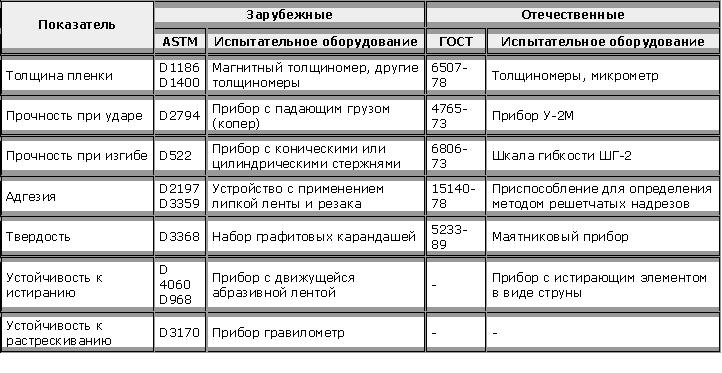 Показатель
Зарубежные
Отечественные
ASTM
Испытательное оборудование
ГОСТ
Испытательное оборудование
Толщина пленки
D1186
D1400
Магнитный толщиномер, другие
толщиномеры
6507-
78
Толщиномеры, микрометр
Прочность при ударе
D2794
Прибор с падающим грузом
(копер)
4765-
73
Прибор У-2М
Прочность при изгибе
D522
Прибор с коническими или
цилиндрическими стержнями
6806-
73
Шкала гибкости ШГ-2
Адгезия
D2197
D3359
Устройство с применением
липкой ленты и резака
15140-
78
Приспособление для определения
методом решетчатых надрезов
Твердость
D3368
Набор графитовых карандашей
5233-
89
Маятниковый прибор
Устойчивость к
истиранию
D
4060
D968
Прибор с движущейся
абразивной лентой
-
Прибор с истирающим элементом
в виде струны
Устойчивость к
растрескиванию
D3170
Прибор гравилометр
-
-